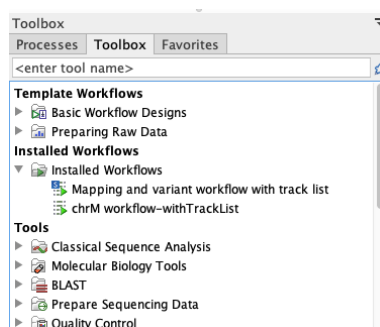 Toolbox
Processes Toolbox Favorites
<enter tool name>
Template Workflows
Basic Workflow Designs
Preparing Raw Data
Installed Workflows
Installed Workflows
Mapping and variant workflow with track list
chrM workflow-withTrackList
Tools
Classical Sequence Analysis
Molecular Biology Tools
BLAST
Prepare Sequencing Data
Quality Control